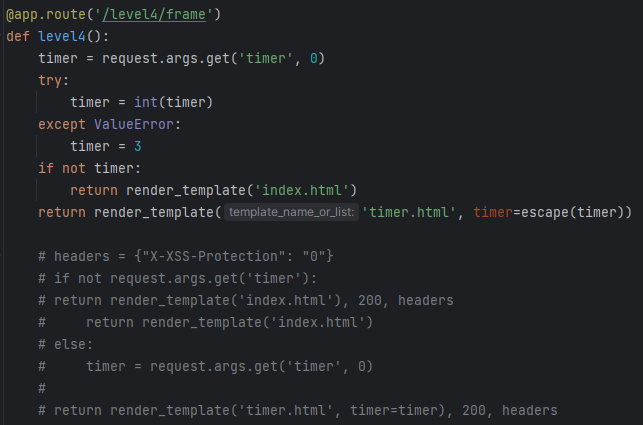 @app.route('/level4/frame')
def level4():
    timer = request.args.get('timer', 0)
    try:
        timer = int(timer)
    except ValueError:
        timer = 3
    if not timer:
        return render_template('index.html')
    return render_template( template_name_or_list: 'timer.html', timer=escape(timer))
    # headers = {"X-XSS-Protection": "0"}
    # if not request.args.get('timer'):
    # return render_template('index.html'), 200, headers
    #     return render_template('index.html')
    # else:
    #     timer = request.args.get('timer', 0)
    #
    # return render_template('timer.html', timer=timer), 200, headers